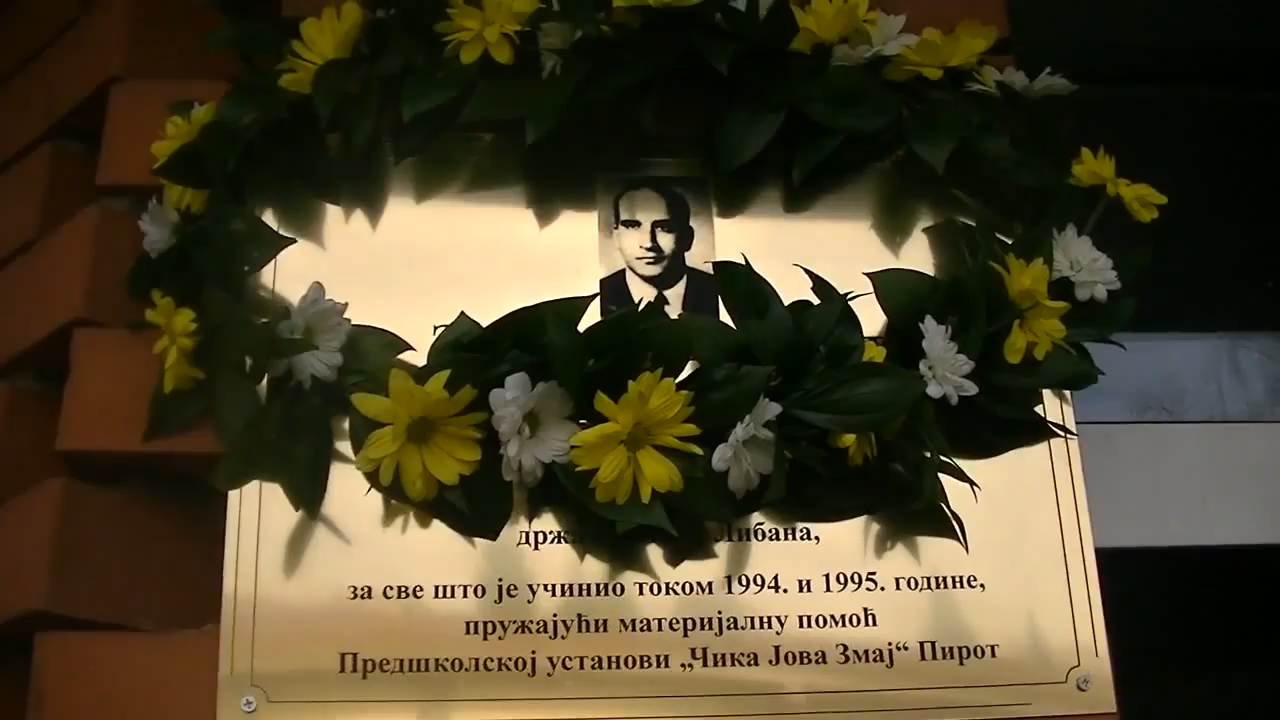 Либана,
за све што је учинио током 1994. и 1995. године,
пружајући материјалну помоћ
Предшколској установи „Чика Јова Змај“ Пирот